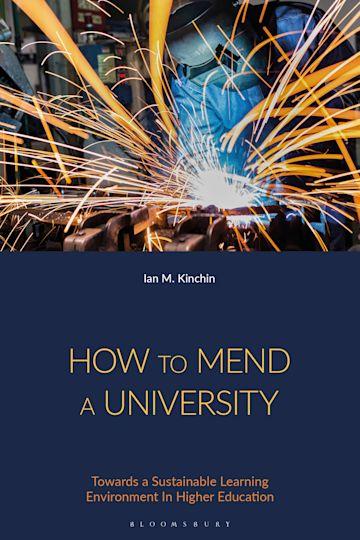 Ian M. Kinchin
HOW TO MEND
A UNIVERSITY
Towards a Sustainable Learning
Environment In Higher Education
BLOOMSBURY